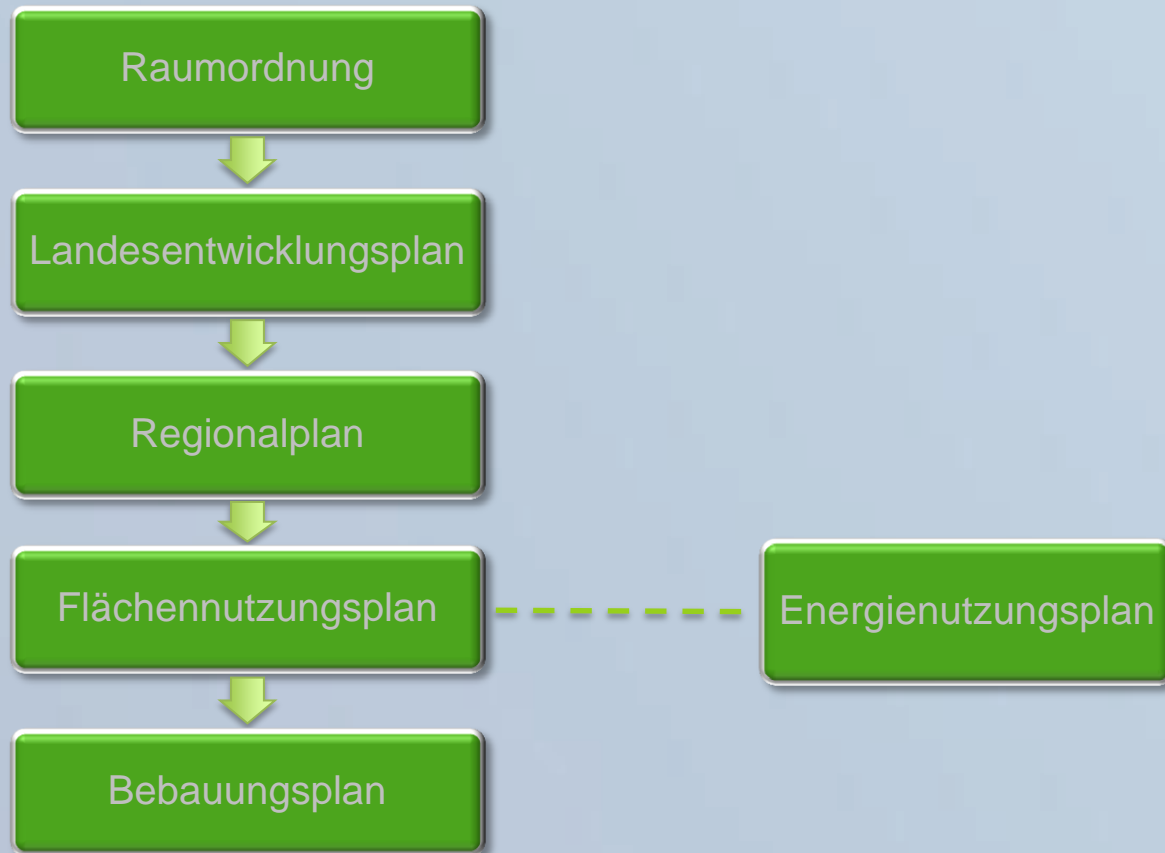 Raumordnung
Landesentwicklungsplan
Regionalplan
Flächennutzungsplan
Energienutzungsplan
Bebauungsplan